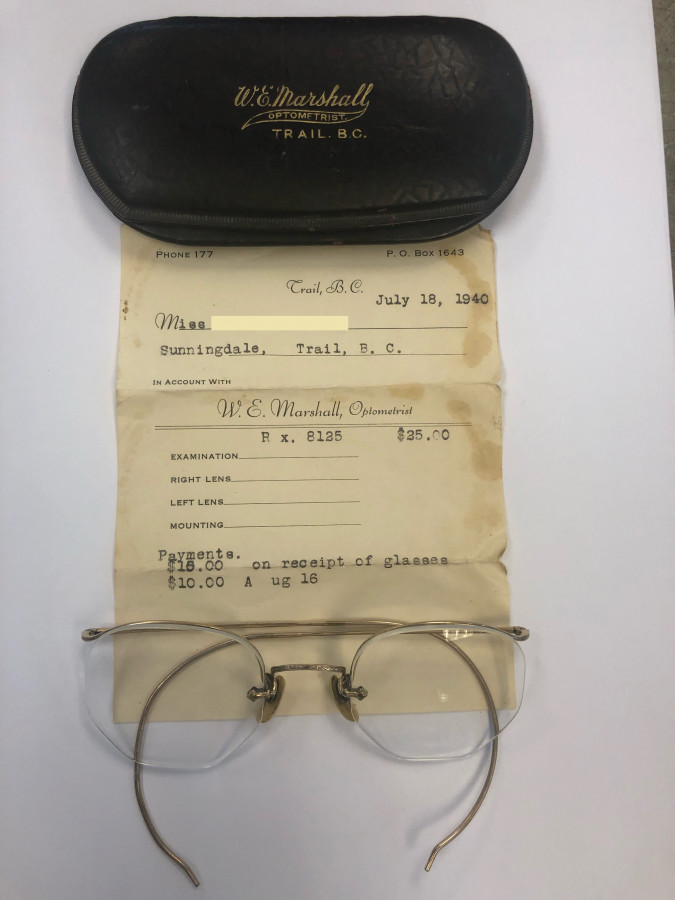 W.E. Marshall
OPTOMETRIST.
TRAIL. B.C.
PHONE 177 P. O. Box 1643
Trail, B. C.
July 18, 1940
Miss
Sunningdale, Trail, B. C.
IN ACCOUNT WITH
W. E. Marshall, Optometrist
R x. 8125 $25.00
EXAMINATION
RIGHT LENS
LEFT LENS
MOUNTING
Payments.
$15.00 on receipt of glasses
$10.00 A ug 16